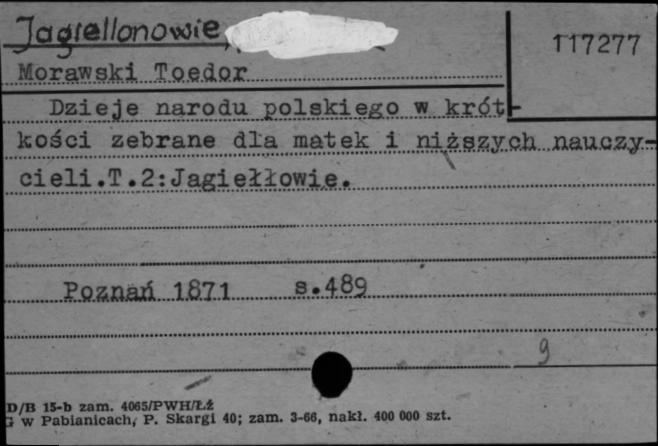 Jagiellonowie,
117277
Morawski Toedor
Dzieje narodu polskiego w krót-
kości zebrane dla matek i niższych nauczy-
cieli.T.2:Jagiełłowie.
Poznań 1871 s.489
9
D/B 15-b zam. 4065/PWH/Łź
G w Pabianicach, P. Skargi 40; zam. 3-66, nakł. 400 000 szt.